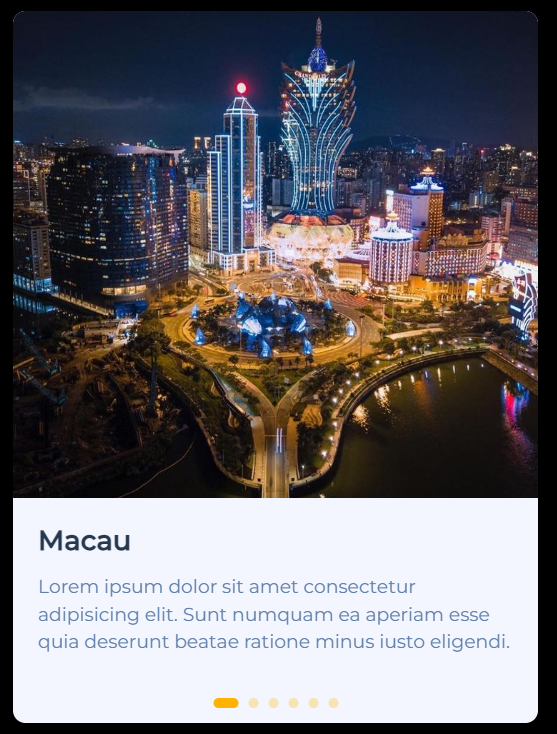 Macau
Lorem ipsum dolor sit amet consectetur
adipisicing elit. Sunt numquam ea aperiam esse
quia deserunt beatae ratione minus iusto eligendi.